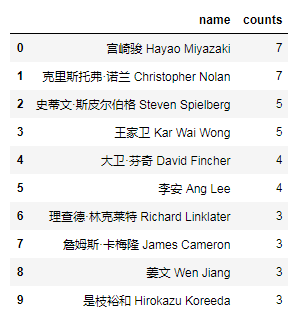 name counts
0 宫崎骏 Hayao Miyazaki 7
1 克里斯托弗·诺兰 Christopher Nolan 7
2 史蒂文·斯皮尔伯格 Steven Spielberg 5
3 王家卫 Kar Wai Wong 5
4 大卫·芬奇 David Fincher 4
5 李安 Ang Lee 4
6 理查德·林克莱特 Richard Linklater 3
7 詹姆斯·卡梅隆 James Cameron 3
8 姜文 Wen Jiang 3
9 是枝裕和 Hirokazu Koreeda 3